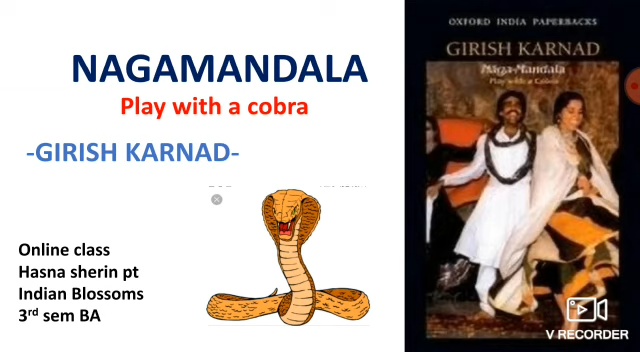 NAGAMANDALA
Play with a cobra
-GIRISH KARNAD-
Online class
Hasna sherin pt
Indian Blossoms
3rd sem BA
OXFORD INDIA PAPERBACKS
GIRISH KARNAD
Naga-Mandala
Play with a Cobra
V RECORDER